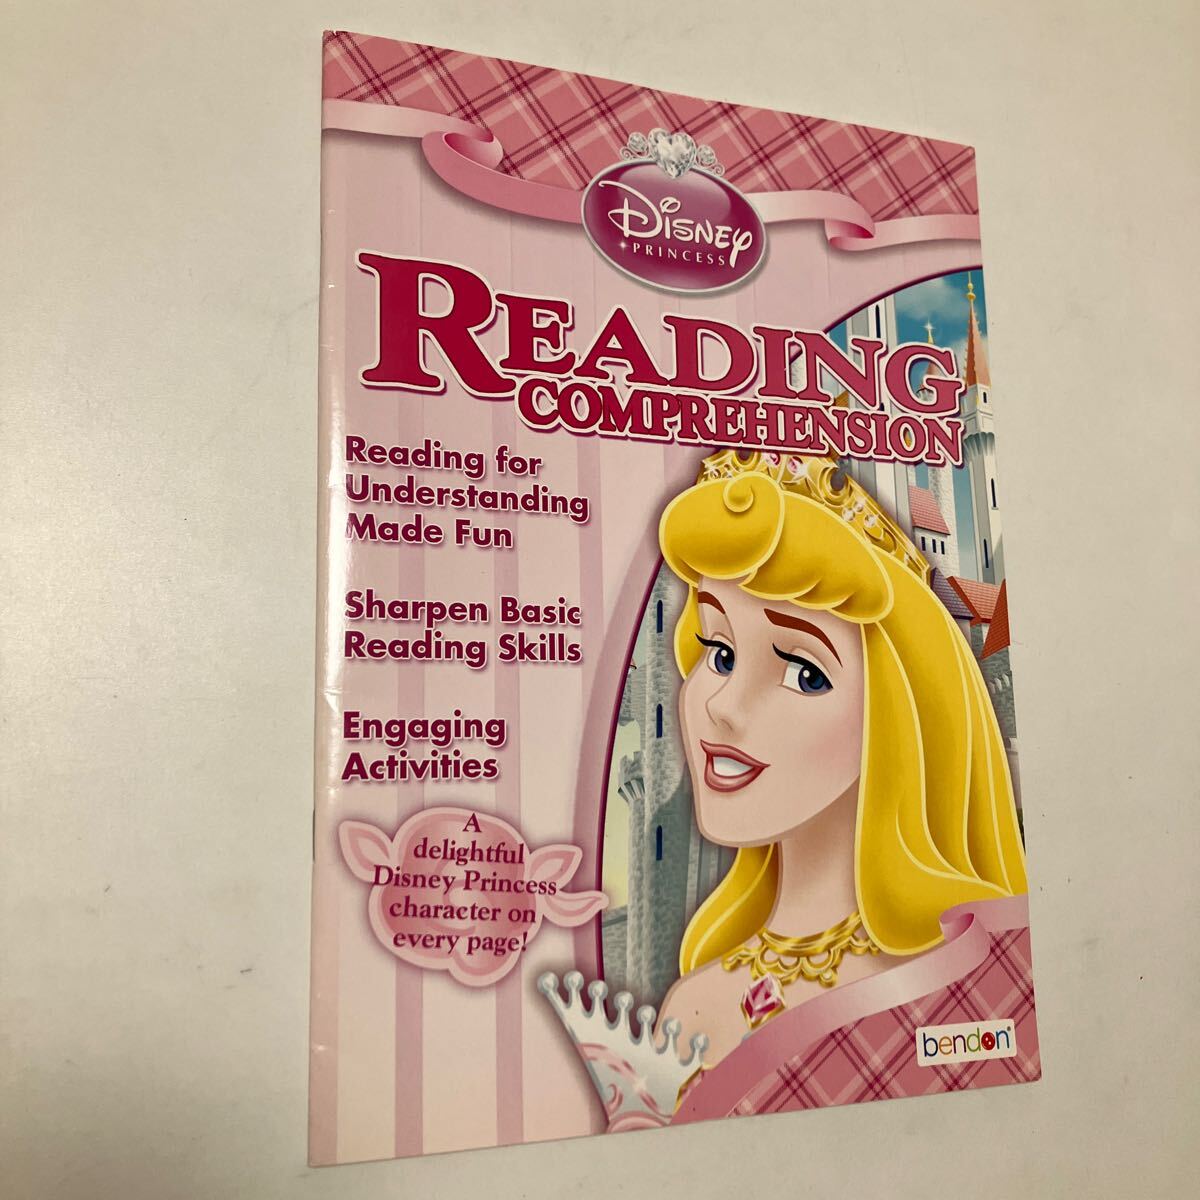 Disney
PRINCESS
READING
COMPREHENSION
Reading for
Understanding
Made Fun
Sharpen Basic
Reading Skills
Engaging
Activities
A
delightful
Disney Princess
character on
every page!
bendon®